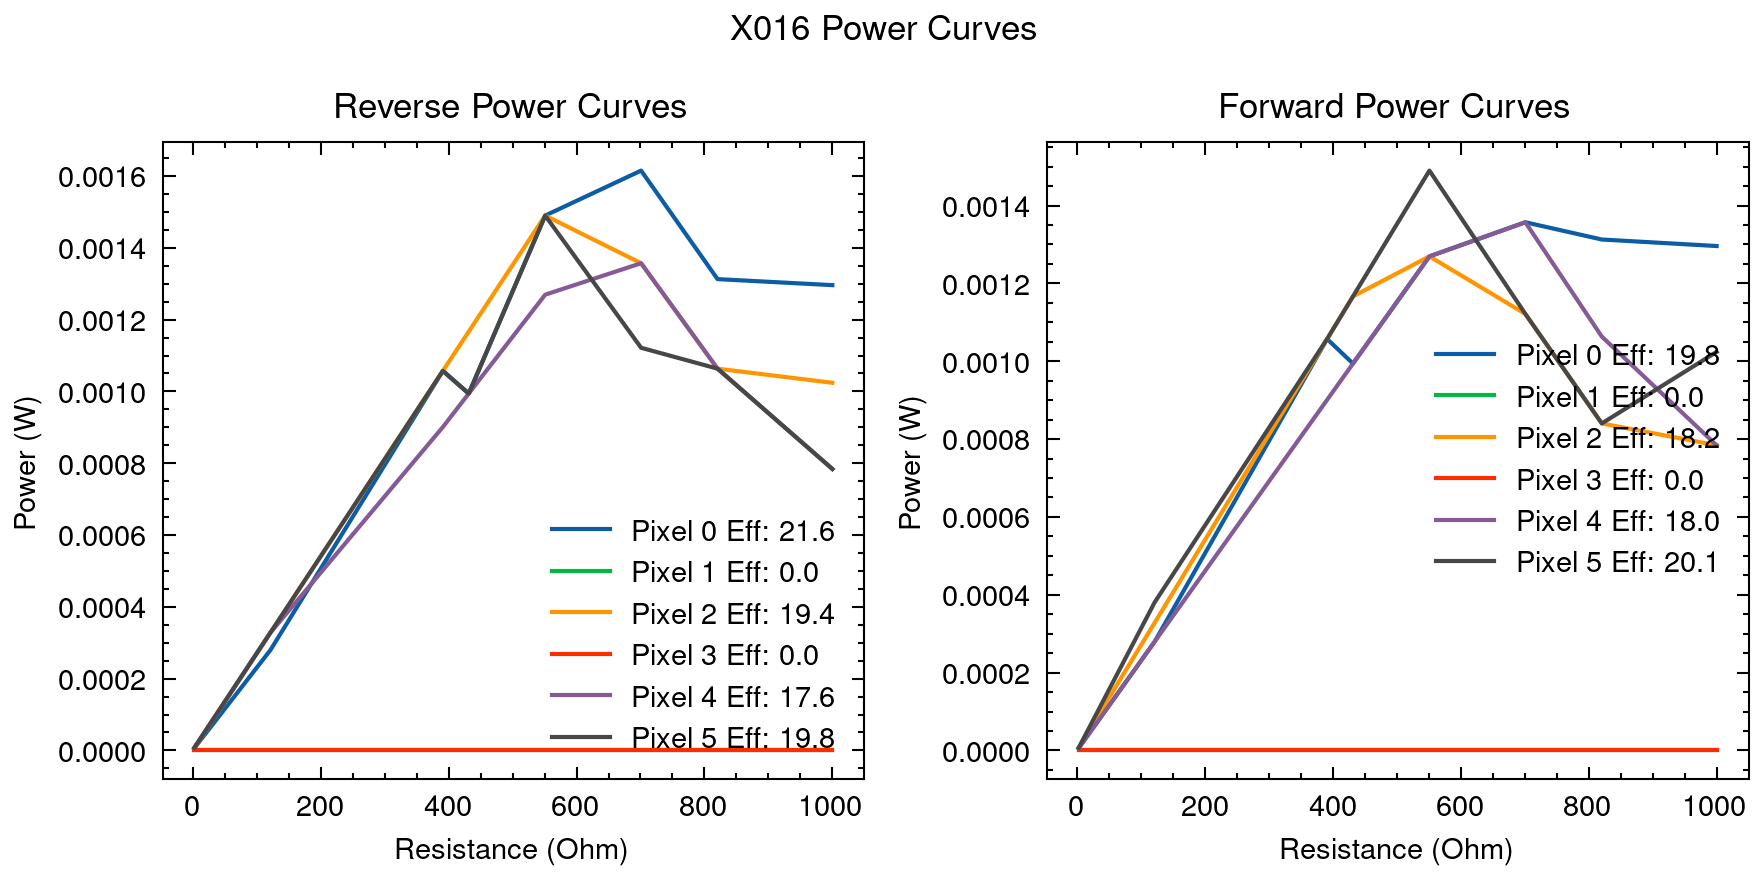 X016 Power Curves
Reverse Power Curves
Power (W)
0.0016
0.0014
0.0012
0.0010
0.0008
0.0006
0.0004
0.0002
0.0000
Pixel 0 Eff: 21.6
Pixel 1 Eff: 0.0
Pixel 2 Eff: 19.4
Pixel 3 Eff: 0.0
Pixel 4 Eff: 17.6
Pixel 5 Eff: 19.8
0 200 400 600 800 1000
Resistance (Ohm)
Forward Power Curves
Power (W)
0.0014
0.0012
0.0010
0.0008
0.0006
0.0004
0.0002
0.0000
Pixel 0 Eff: 19.8
Pixel 1 Eff: 0.0
Pixel 2 Eff: 18.2
Pixel 3 Eff: 0.0
Pixel 4 Eff: 18.0
Pixel 5 Eff: 20.1
0 200 400 600 800 1000
Resistance (Ohm)